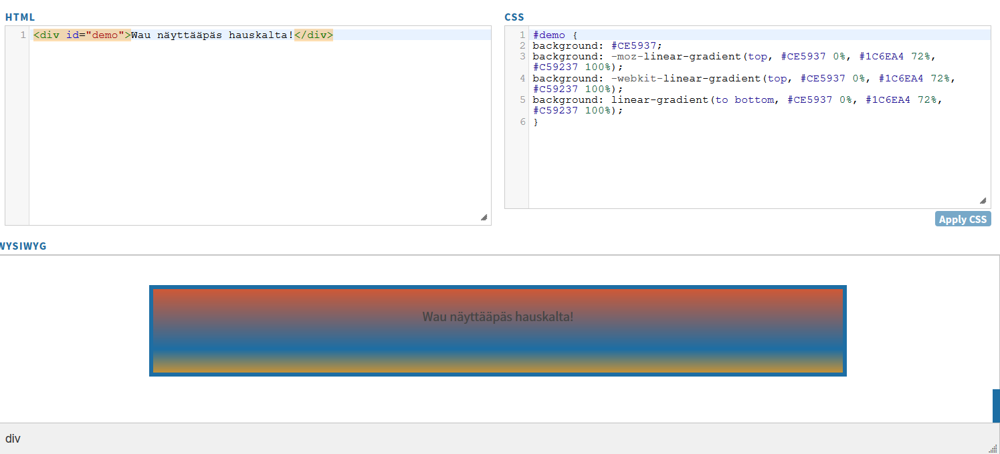 HTML
1 <div id="demo">Wau näyttääpäs hauskalta!</div>
CSS
1 #demo {
2 background: #CE5937;
3 background: -moz-linear-gradient(top, #CE5937 0%, #1C6EA4 72%,
#C59237 100%);
4 background: -webkit-linear-gradient(top, #CE5937 0%, #1C6EA4 72%,
#C59237 100%);
5 background: linear-gradient(to bottom, #CE5937 0%, #1C6EA4 72%,
#C59237 100%);
6 }
Apply CSS
WYSIWYG
Wau näyttääpäs hauskalta!
div